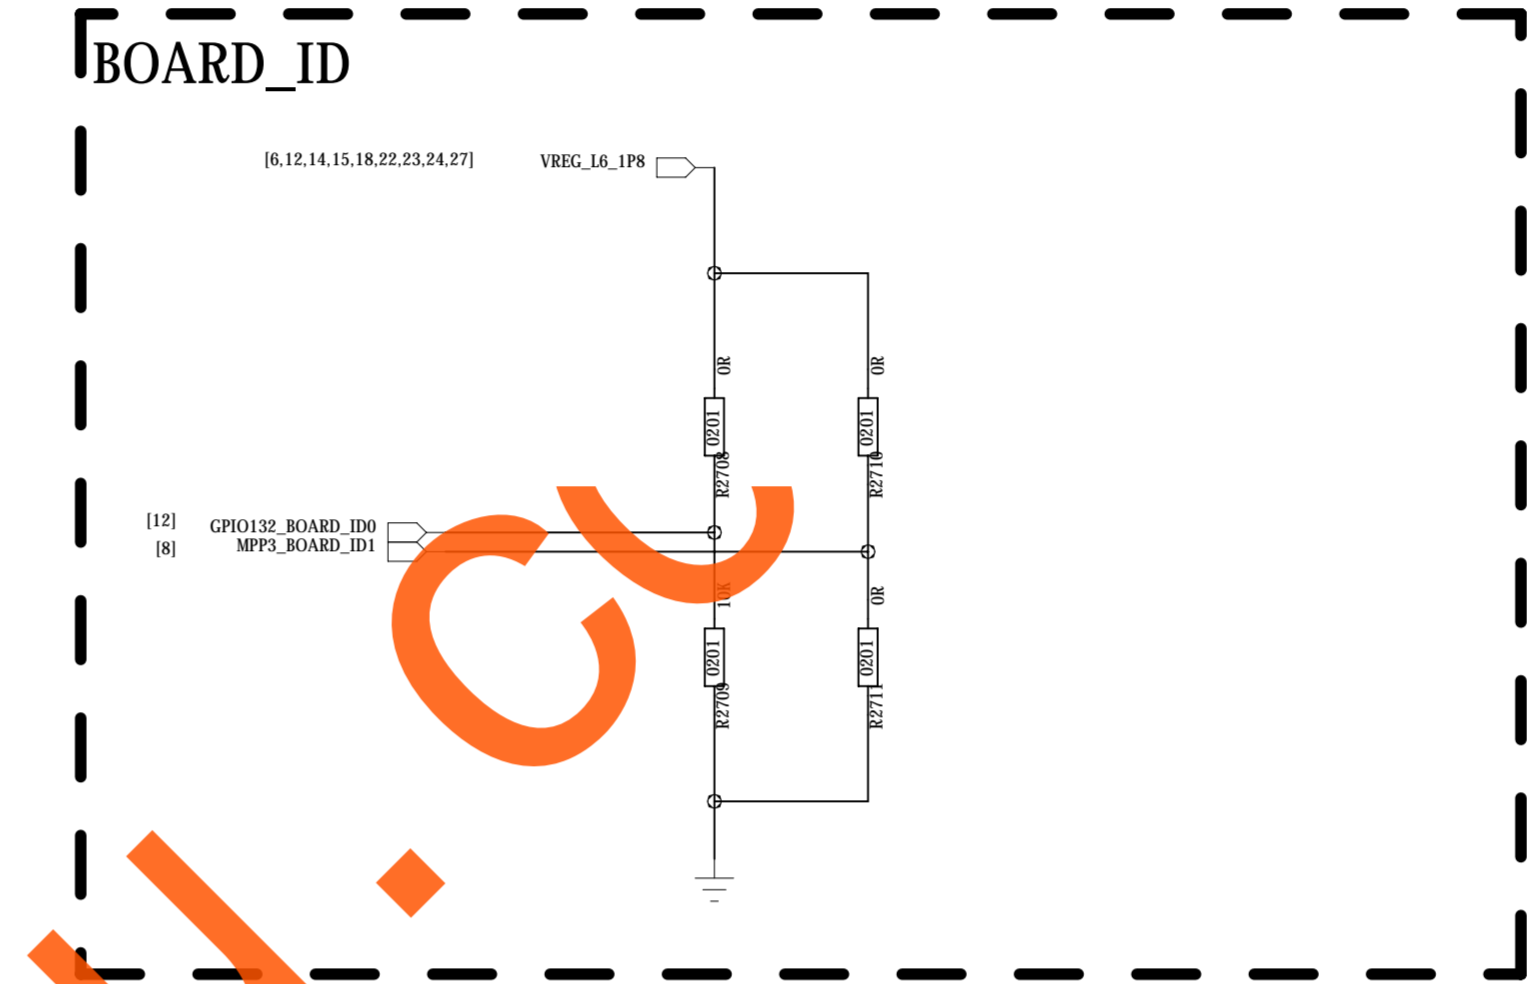 BOARD_ID
[6,12,14,15,18,22,23,24,27] VREG_L6_1P8
0R 0R
0201 0201
R2708 R2710
[12] GPIO132_BOARD_ID0
[8] MPP3_BOARD_ID1
10K 0R
0201 0201
R2709 R2711